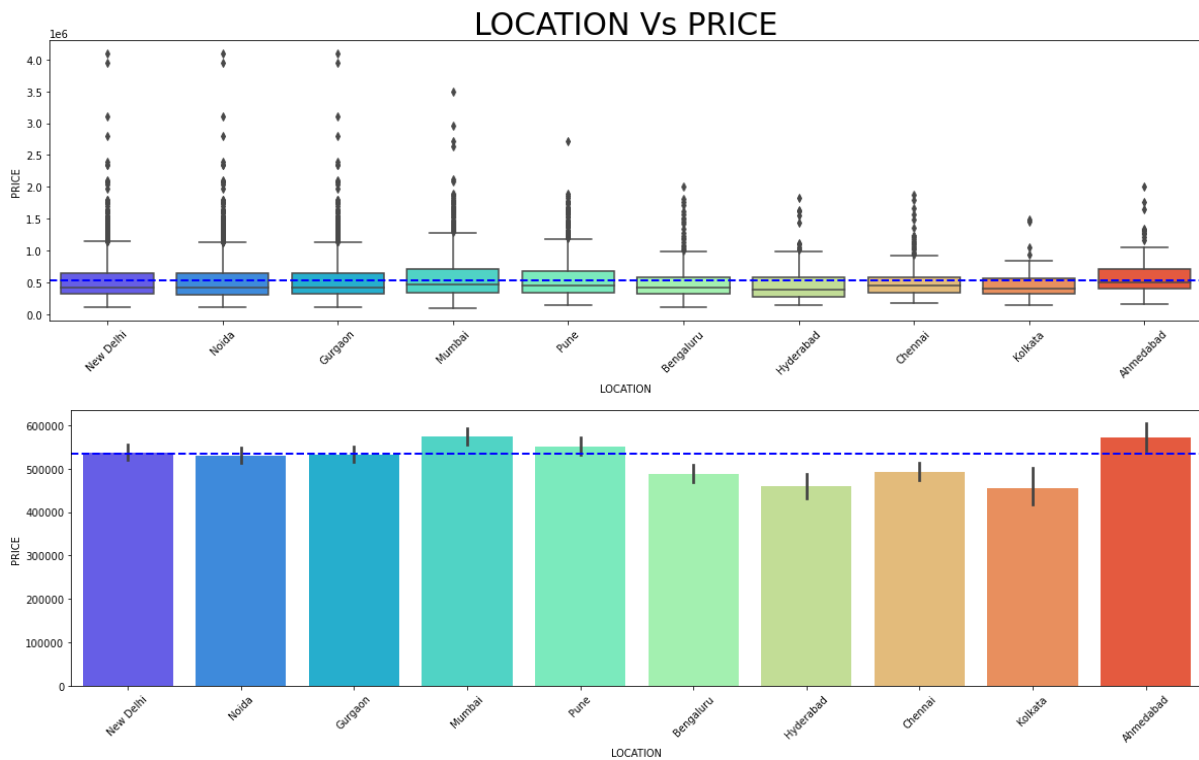 LOCATION Vs PRICE
1e6
4.0
3.5
3.0
2.5
2.0
1.5
1.0
0.5
0.0
PRICE
New Delhi
Noida
Gurgaon
Mumbai
Pune
Bengaluru
Hyderabad
Chennai
Kolkata
Ahmedabad
LOCATION
600000
500000
400000
300000
200000
100000
0
PRICE
New Delhi
Noida
Gurgaon
Mumbai
Pune
Bengaluru
Hyderabad
Chennai
Kolkata
Ahmedabad
LOCATION